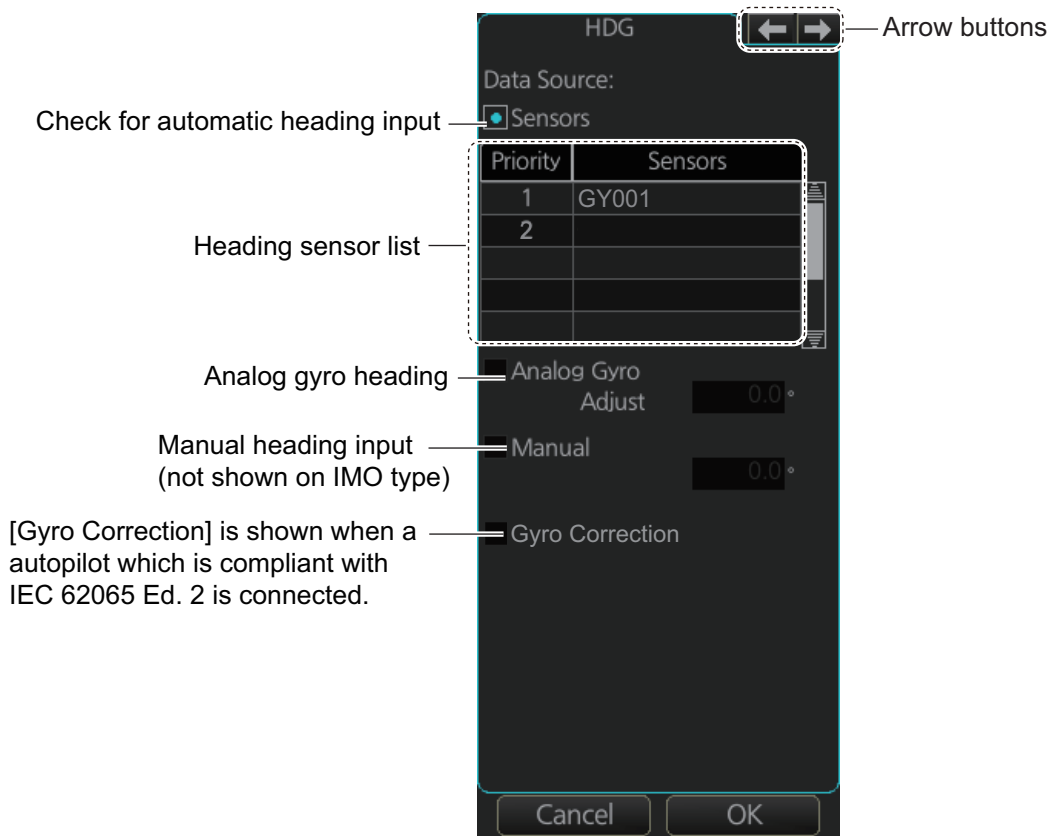 HDG
Arrow buttons
Data Source:
Check for automatic heading input
Sensors
Priority Sensors
1 GY001
2
Heading sensor list
Analog gyro heading
Analog Gyro
Adjust 0.0°
Manual heading input
(not shown on IMO type)
Manual
0.0°
[Gyro Correction] is shown when a
autopilot which is compliant with
IEC 62065 Ed. 2 is connected.
Gyro Correction
Cancel OK